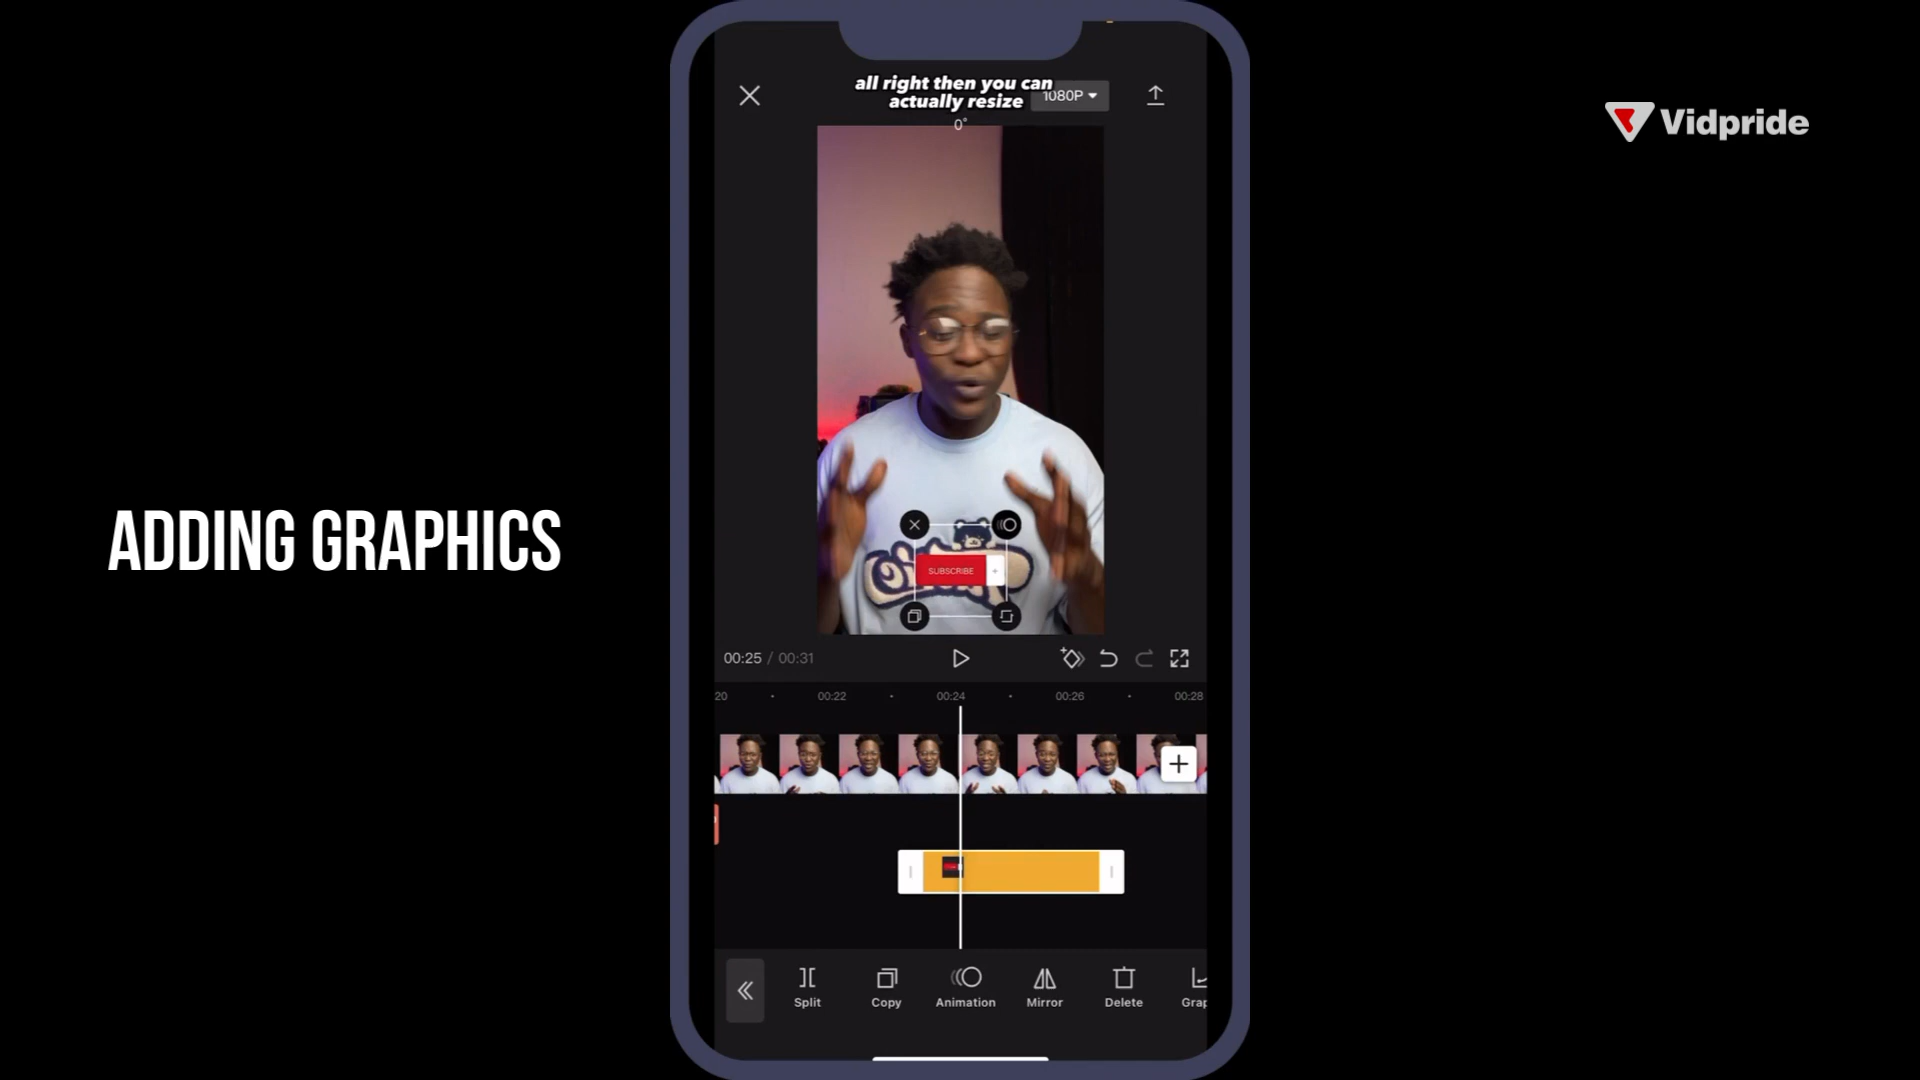 all right then you can
actually resize
1080P
0°
Vidpride
ADDING GRAPHICS
SUBSCRIBE
00:25 / 00:31
20 00:22 00:24 00:26 00:28
Split Copy Animation Mirror Delete Grap